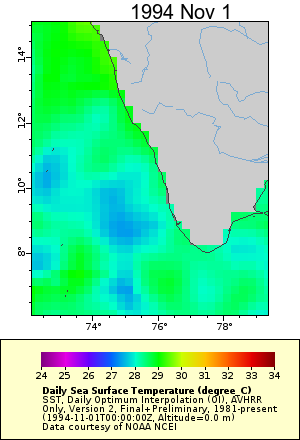 1994 Nov 1
14°
12°
10°
8°
74°
76°
78°
24 25 26 27 28 29 30 31 32 33 34
Daily Sea Surface Temperature (degree_C)
SST, Daily Optimum Interpolation (OI), AVHRR
Only, Version 2, Final+Preliminary, 1981-present
(1994-11-01T00:00:00Z, Altitude=0.0 m)
Data courtesy of NOAA NCEI